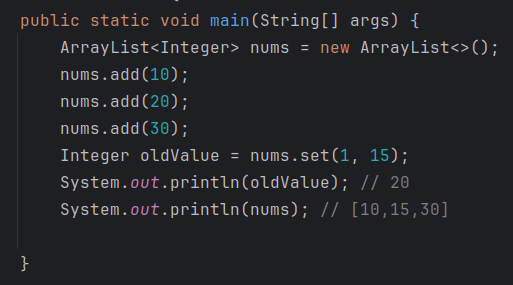 public static void main(String[] args) {
ArrayList<Integer> nums = new ArrayList<>();
nums.add(10);
nums.add(20);
nums.add(30);
Integer oldValue = nums.set(1, 15);
System.out.println(oldValue); // 20
System.out.println(nums); // [10,15,30]
}